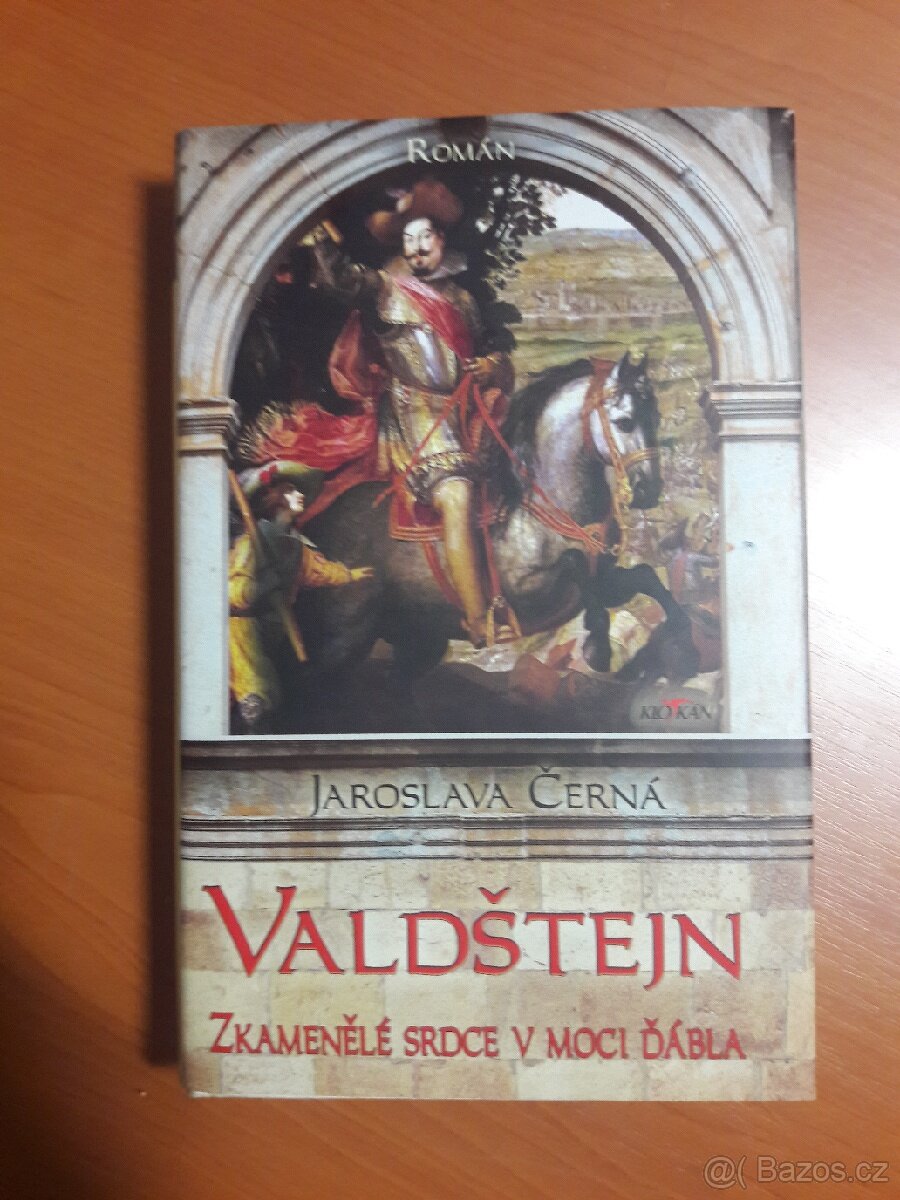 Román
KLOKAN
Jaroslava Černá
Valdštejn
Zkamenělé srdce v moci ďábla
@( Bazos.cz